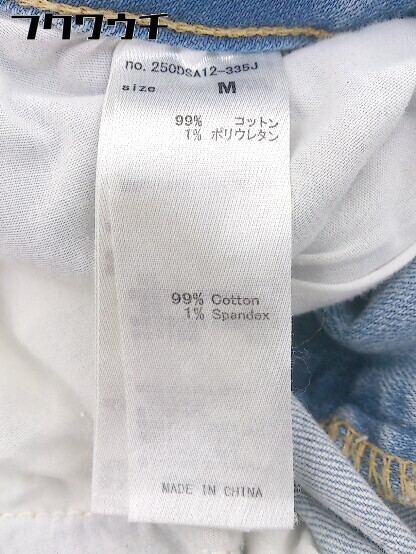 フクウクチ
no. 250DSA12-335J
size M
99% コットン
1% ポリウレタン
99% Cotton
1% Spandex
MADE IN CHINA